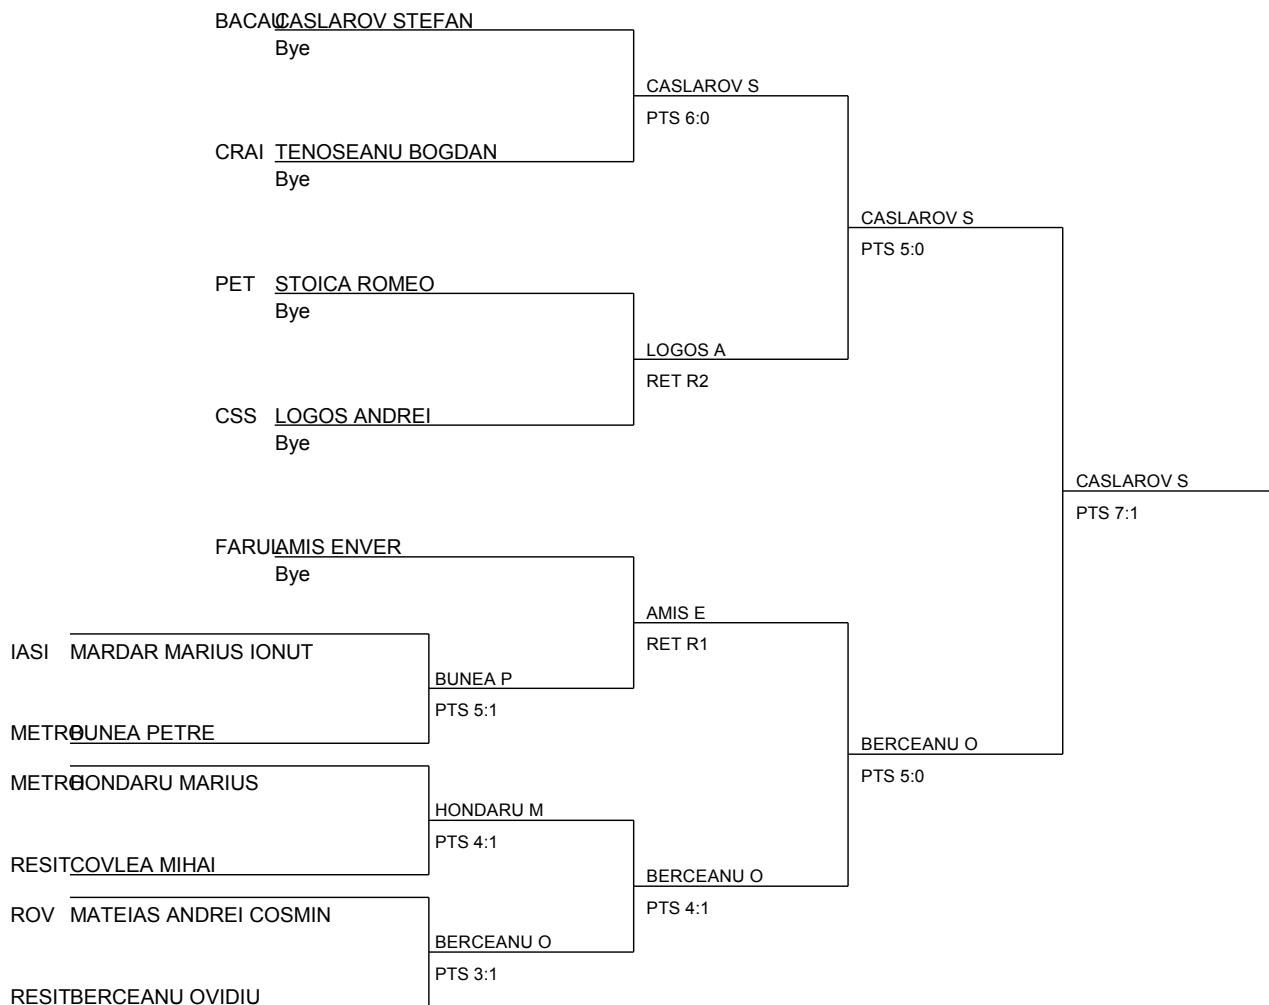 BACAU CASLAROV STEFAN
Bye
CASLAROV S
PTS 6:0
CRAI TENOSEANU BOGDAN
Bye
CASLAROV S
PTS 5:0
PET STOICA ROMEO
Bye
LOGOS A
RET R2
CSS LOGOS ANDREI
Bye
CASLAROV S
PTS 7:1
FARUL AMIS ENVER
Bye
AMIS E
RET R1
IASI MARDAR MARIUS IONUT
BUNEA P
PTS 5:1
METRO BUNEA PETRE
BERCEANU O
PTS 5:0
METRO HONDARU MARIUS
HONDARU M
PTS 4:1
RESIT COVLEA MIHAI
BERCEANU O
PTS 4:1
ROV MATEIAS ANDREI COSMIN
BERCEANU O
PTS 3:1
RESIT BERCEANU OVIDIU